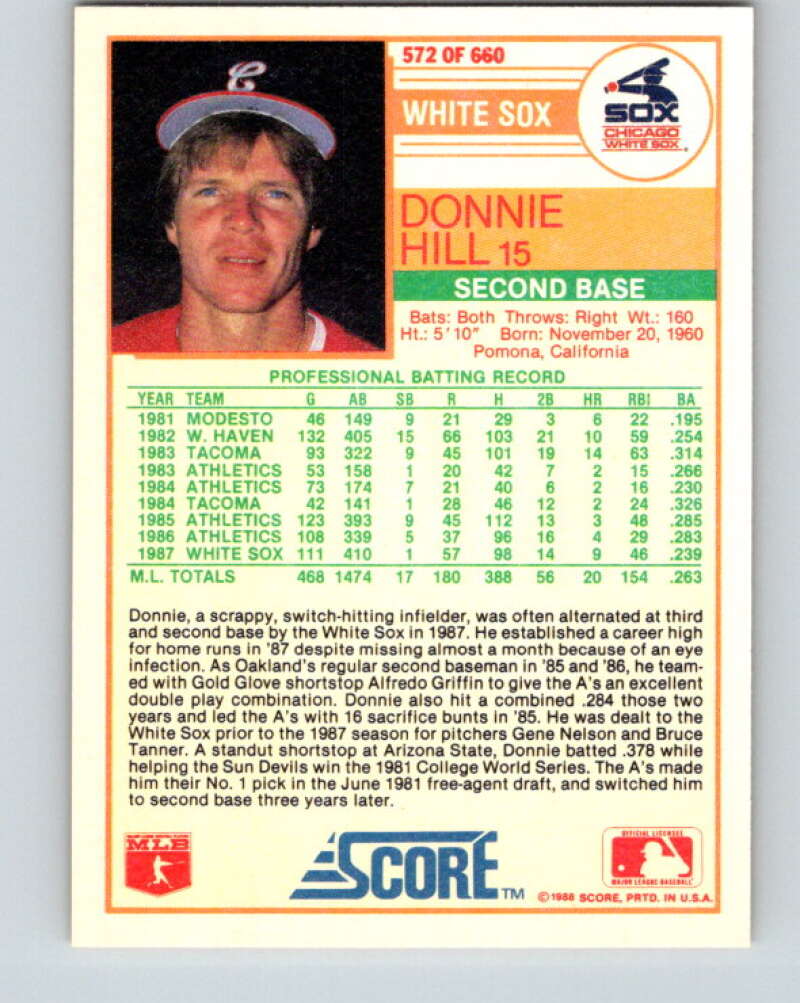 C
572 OF 660
WHITE SOX
SOX
CHICAGO
WHITE SOX
DONNIE
HILL 15
SECOND BASE
Bats: Both Throws: Right Wt.: 160
Ht.: 5'10" Born: November 20, 1960
Pomona, California
PROFESSIONAL BATTING RECORD
YEAR TEAM G AB SB R H 2B HR RBI BA
1981 MODESTO 46 149 9 21 29 3 6 22 .195
1982 W. HAVEN 132 405 15 66 103 21 10 59 .254
1983 TACOMA 93 322 9 45 101 19 14 63 .314
1983 ATHLETICS 53 158 1 20 42 7 2 15 .266
1984 ATHLETICS 73 174 7 21 40 6 2 16 .230
1984 TACOMA 42 141 1 28 46 12 2 24 .326
1985 ATHLETICS 123 393 9 45 112 13 3 48 .285
1986 ATHLETICS 108 339 5 37 96 16 4 29 .283
1987 WHITE SOX 111 410 1 57 98 14 9 46 .239
M.L. TOTALS 468 1474 17 180 388 56 20 154 .263
Donnie, a scrappy, switch-hitting infielder, was often alternated at third
and second base by the White Sox in 1987. He established a career high
for home runs in '87 despite missing almost a month because of an eye
infection. As Oakland's regular second baseman in '85 and '86, he team-
ed with Gold Glove shortstop Alfredo Griffin to give the A's an excellent
double play combination. Donnie also hit a combined .284 those two
years and led the A's with 16 sacrifice bunts in '85. He was dealt to the
White Sox prior to the 1987 season for pitchers Gene Nelson and Bruce
Tanner. A standut shortstop at Arizona State, Donnie batted .378 while
helping the Sun Devils win the 1981 College World Series. The A's made
him their No. 1 pick in the June 1981 free-agent draft, and switched him
to second base three years later.
MLB
SCORE TM
OFFICIAL LICENSEE
MAJOR LEAGUE BASEBALL
©1988 SCORE, PRTD. IN U.S.A.